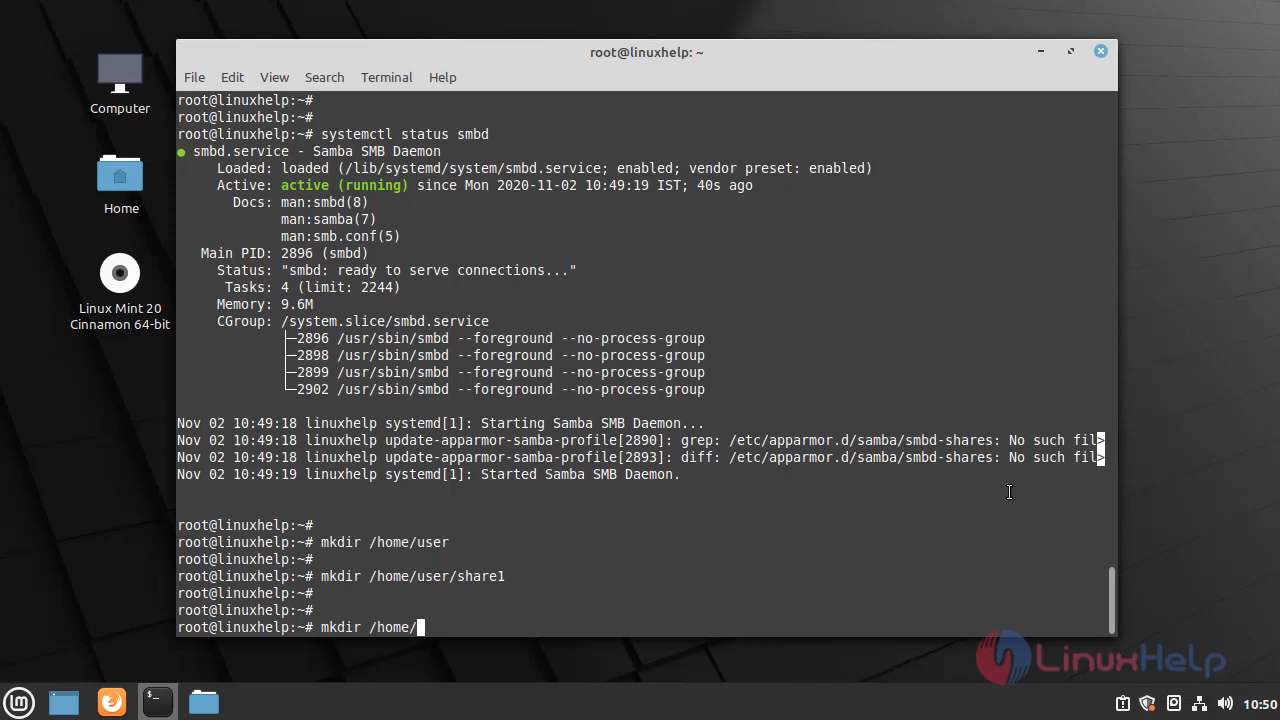 root@linuxhelp: ~
File Edit View Search Terminal Help
Computer
Home
Linux Mint 20
Cinnamon 64-bit
root@linuxhelp:~#
root@linuxhelp:~#
root@linuxhelp:~# systemctl status smbd
● smbd.service - Samba SMB Daemon
Loaded: loaded (/lib/systemd/system/smbd.service; enabled; vendor preset: enabled)
Active: active (running) since Mon 2020-11-02 10:49:19 IST; 40s ago
Docs: man:smbd(8)
man:samba(7)
man:smb.conf(5)
Main PID: 2896 (smbd)
Status: "smbd: ready to serve connections..."
Tasks: 4 (limit: 2244)
Memory: 9.6M
CGroup: /system.slice/smbd.service
├─2896 /usr/sbin/smbd --foreground --no-process-group
├─2898 /usr/sbin/smbd --foreground --no-process-group
├─2899 /usr/sbin/smbd --foreground --no-process-group
└─2902 /usr/sbin/smbd --foreground --no-process-group
Nov 02 10:49:18 linuxhelp systemd[1]: Starting Samba SMB Daemon...
Nov 02 10:49:18 linuxhelp update-apparmor-samba-profile[2890]: grep: /etc/apparmor.d/samba/smbd-shares: No such fil>
Nov 02 10:49:18 linuxhelp update-apparmor-samba-profile[2893]: diff: /etc/apparmor.d/samba/smbd-shares: No such fil>
Nov 02 10:49:19 linuxhelp systemd[1]: Started Samba SMB Daemon.
root@linuxhelp:~#
root@linuxhelp:~# mkdir /home/user
root@linuxhelp:~#
root@linuxhelp:~# mkdir /home/user/share1
root@linuxhelp:~#
root@linuxhelp:~#
root@linuxhelp:~# mkdir /home/
LinuxHelp
10:50